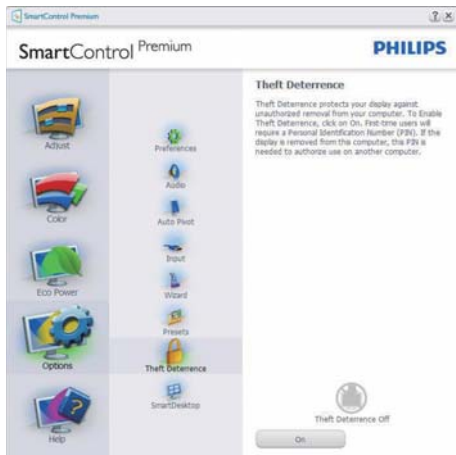 SmartControl Premium
SmartControl Premium
PHILIPS
Adjust
Color
Eco Power
Options
Help
Preferences
Audio
Auto Pivot
Input
Wizard
Presets
Theft Deterrence
SmartDesktop
Theft Deterrence
Theft Deterrence protects your display against
unauthorized removal from your computer. To Enable
Theft Deterrence, click on On. First-time users will
require a Personal Identification Number (PIN). If the
display is removed from this computer, this PIN is
needed to authorize use on another computer.
Theft Deterrence Off
On